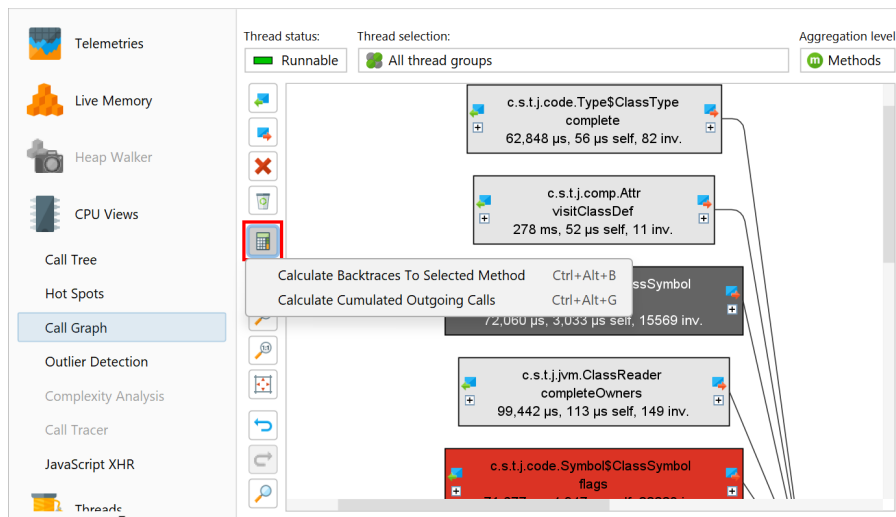 Telemetries
Live Memory
Heap Walker
CPU Views
Call Tree
Hot Spots
Call Graph
Outlier Detection
Complexity Analysis
Call Tracer
JavaScript XHR
Threads
Thread status:
Thread selection:
Aggregation level
Runnable
All thread groups
m Methods
c.s.t.j.code.Type$ClassType
complete
62,848 µs, 56 µs self, 82 inv.
c.s.t.j.comp.Attr
visitClassDef
278 ms, 52 µs self, 11 inv.
Calculate Backtraces To Selected Method Ctrl+Alt+B
Calculate Cumulated Outgoing Calls Ctrl+Alt+G
ssSymbol
72,060 µs, 3,033 µs self, 15569 inv.
1:1
c.s.t.j.jvm.ClassReader
completeOwners
99,442 µs, 113 µs self, 149 inv.
c.s.t.j.code.Symbol$ClassSymbol
flags